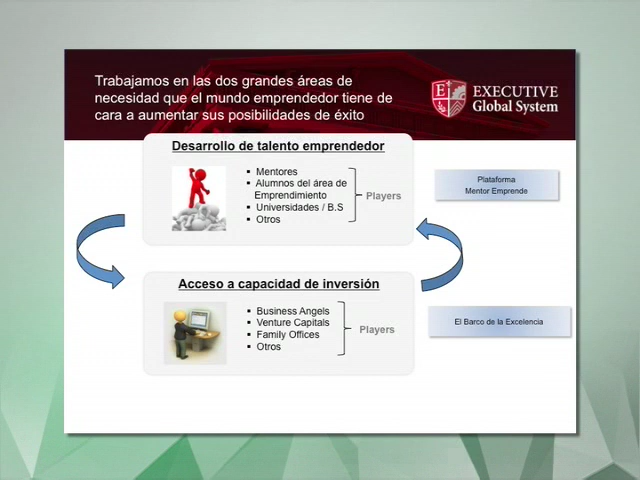 Trabajamos en las dos grandes áreas de
necesidad que el mundo emprendedor tiene de
cara a aumentar sus posibilidades de éxito
EXECUTIVE
Global System
Desarrollo de talento emprendedor
▪ Mentores
▪ Alumnos del área de
Emprendimiento
▪ Universidades / B.S
▪ Otros
Players
Plataforma
Mentor Emprende
Acceso a capacidad de inversión
▪ Business Angels
▪ Venture Capitals
▪ Family Offices
▪ Otros
Players
El Barco de la Excelencia